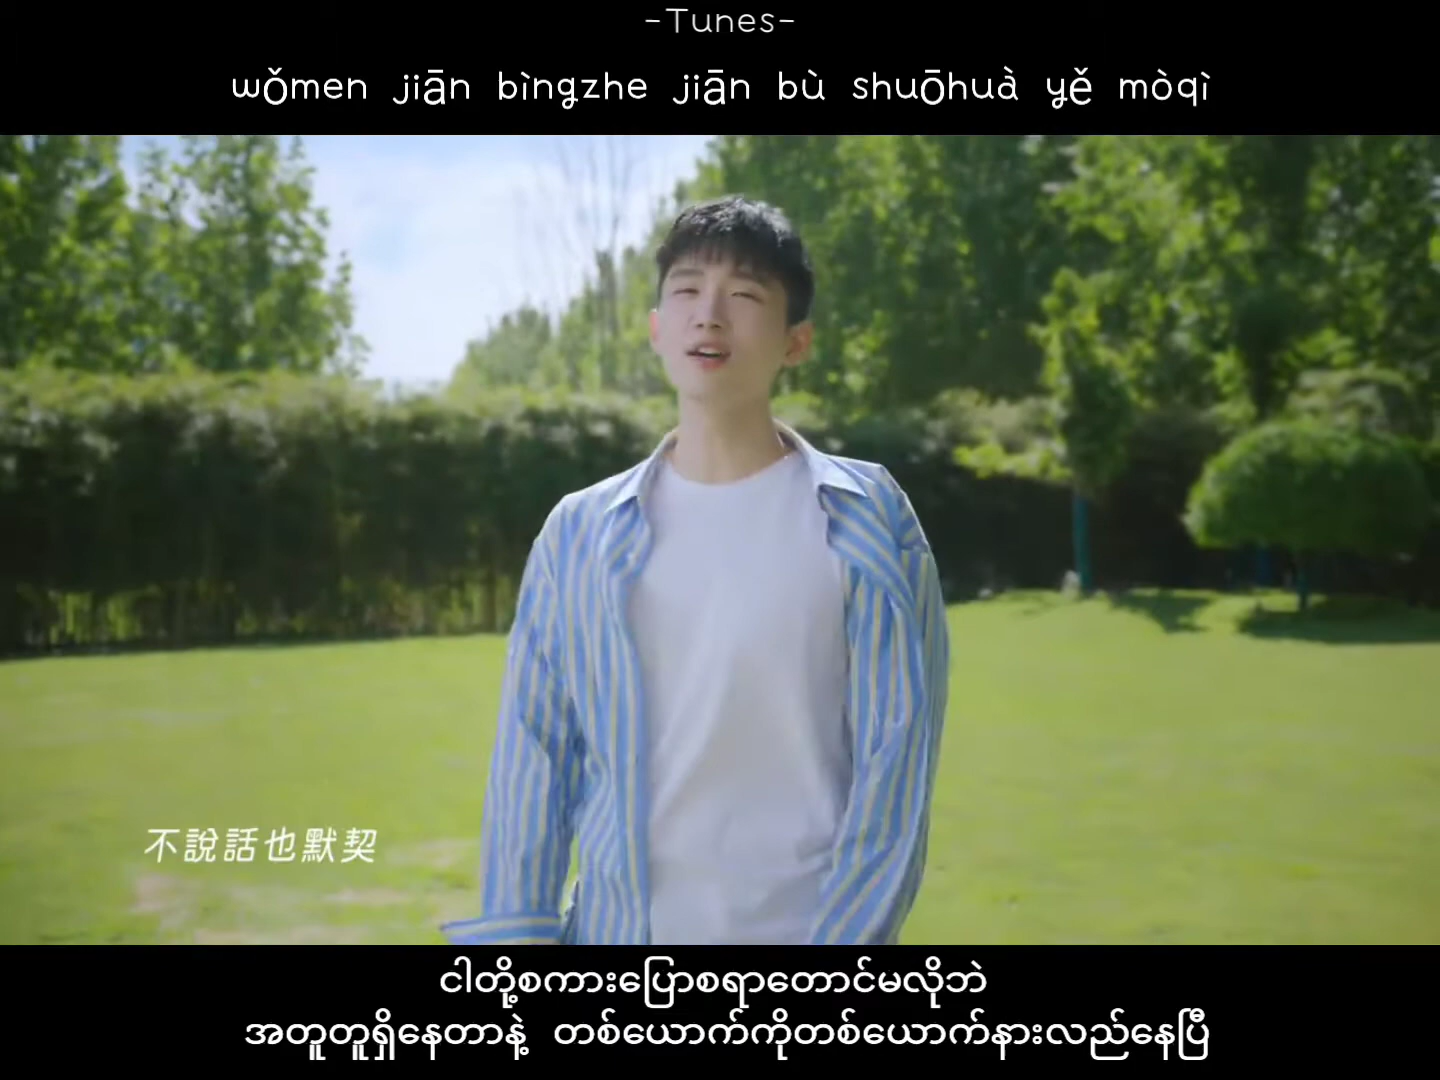 -Tunes-
wǒmen jiān bìngzhe jiān bù shuōhuà yě mòqì
不說話也默契
ငါတို့စကားပြောစရာတောင်မလိုဘဲ
အတူတူရှိနေတာနဲ့ တစ်ယောက်ကိုတစ်ယောက်နားလည်နေပြီ